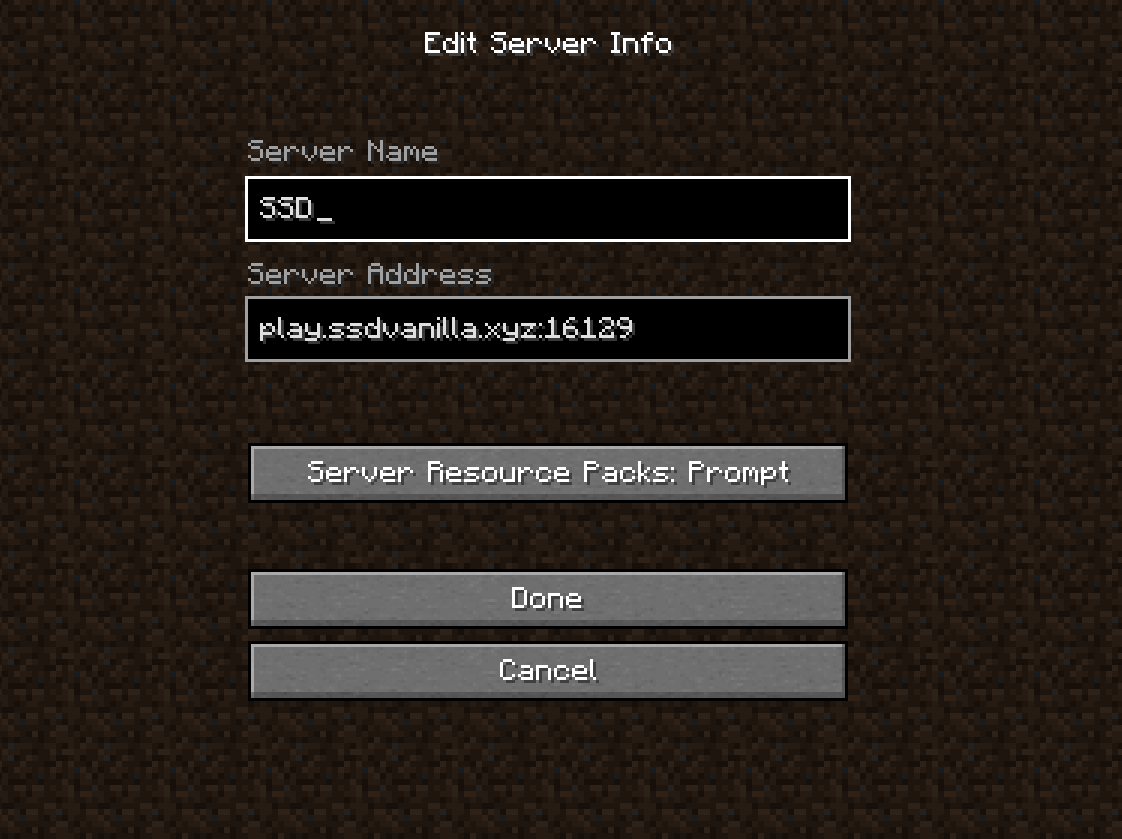 Edit Server Info
Server Name
SSD_
Server Address
play.ssdvanilla.xyz:16129
Server Resource Packs: Prompt
Done
Cancel